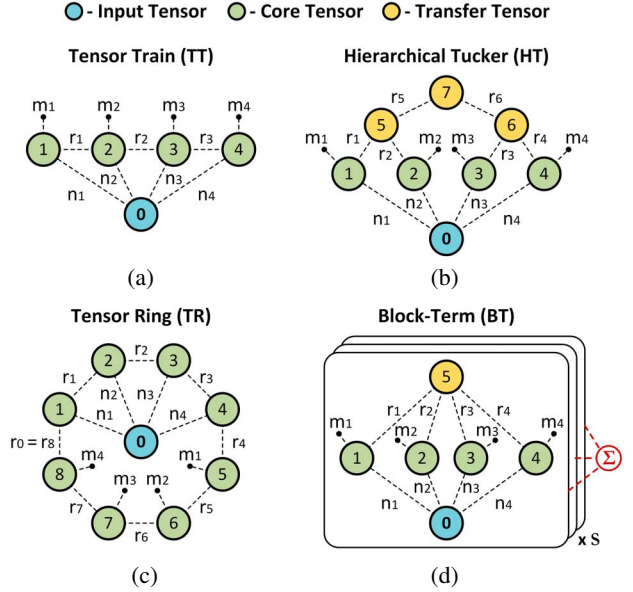 - Input Tensor - Core Tensor - Transfer Tensor
Tensor Train (TT)
m1 m2 m3 m4
1 r1 2 r2 3 r3 4
n1 n2 n3 n4
0
(a)
Hierarchical Tucker (HT)
7
r5 r6
5 6
m1 r1 r2 m2 m3 r3 r4 m4
1 2 3 4
n1 n2 n3 n4
0
(b)
Tensor Ring (TR)
2 r2 3
r1 n2 n3 r3
1 n1 0 n4 4
r0 = r8 r4
8 m4 m3 m2 m1 5
r7 r5
7 r6 6
(c)
Block-Term (BT)
5
m1 r1 r2 r3 r4 m4
m2 m3
1 2 3 4
Σ
n1 n2 n3 n4
0
x S
(d)